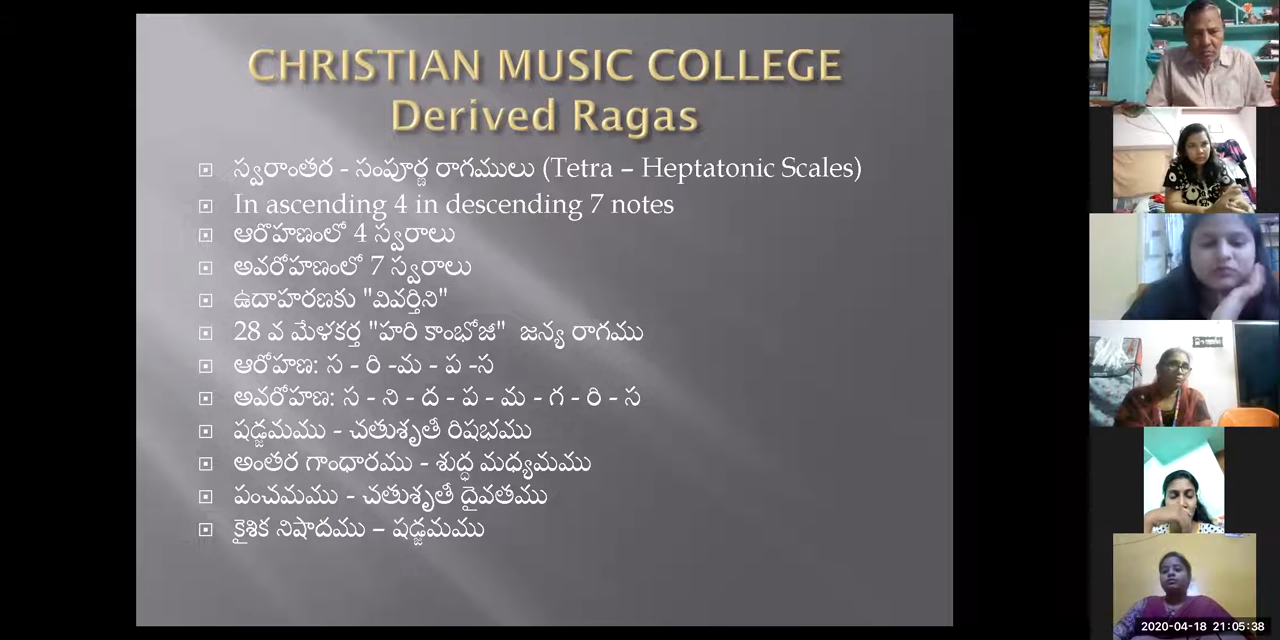 CHRISTIAN MUSIC COLLEGE
Derived Ragas
స్వరాంతర - సంపూర్ణ రాగములు (Tetra – Heptatonic Scales)
In ascending 4 in descending 7 notes
ఆరొహణంలో 4 స్వరాలు
అవరోహణంలో 7 స్వరాలు
ఉదాహరణకు "వివర్తిని"
28 వ మేళకర్త "హరి కాంభోజి" జన్య రాగము
ఆరోహణ: స - రి -మ - ప -స
అవరోహణ: స - ని - ద - ప - మ - గ - రి - స
షడ్జమము - చతుశృతీ రిషభము
అంతర గాంధారము - శుద్ధ మధ్యమము
పంచమము - చతుశృతీ దైవతము
కైశిక నిషాదము – షడ్జమము
2020-04-18 21:05:38